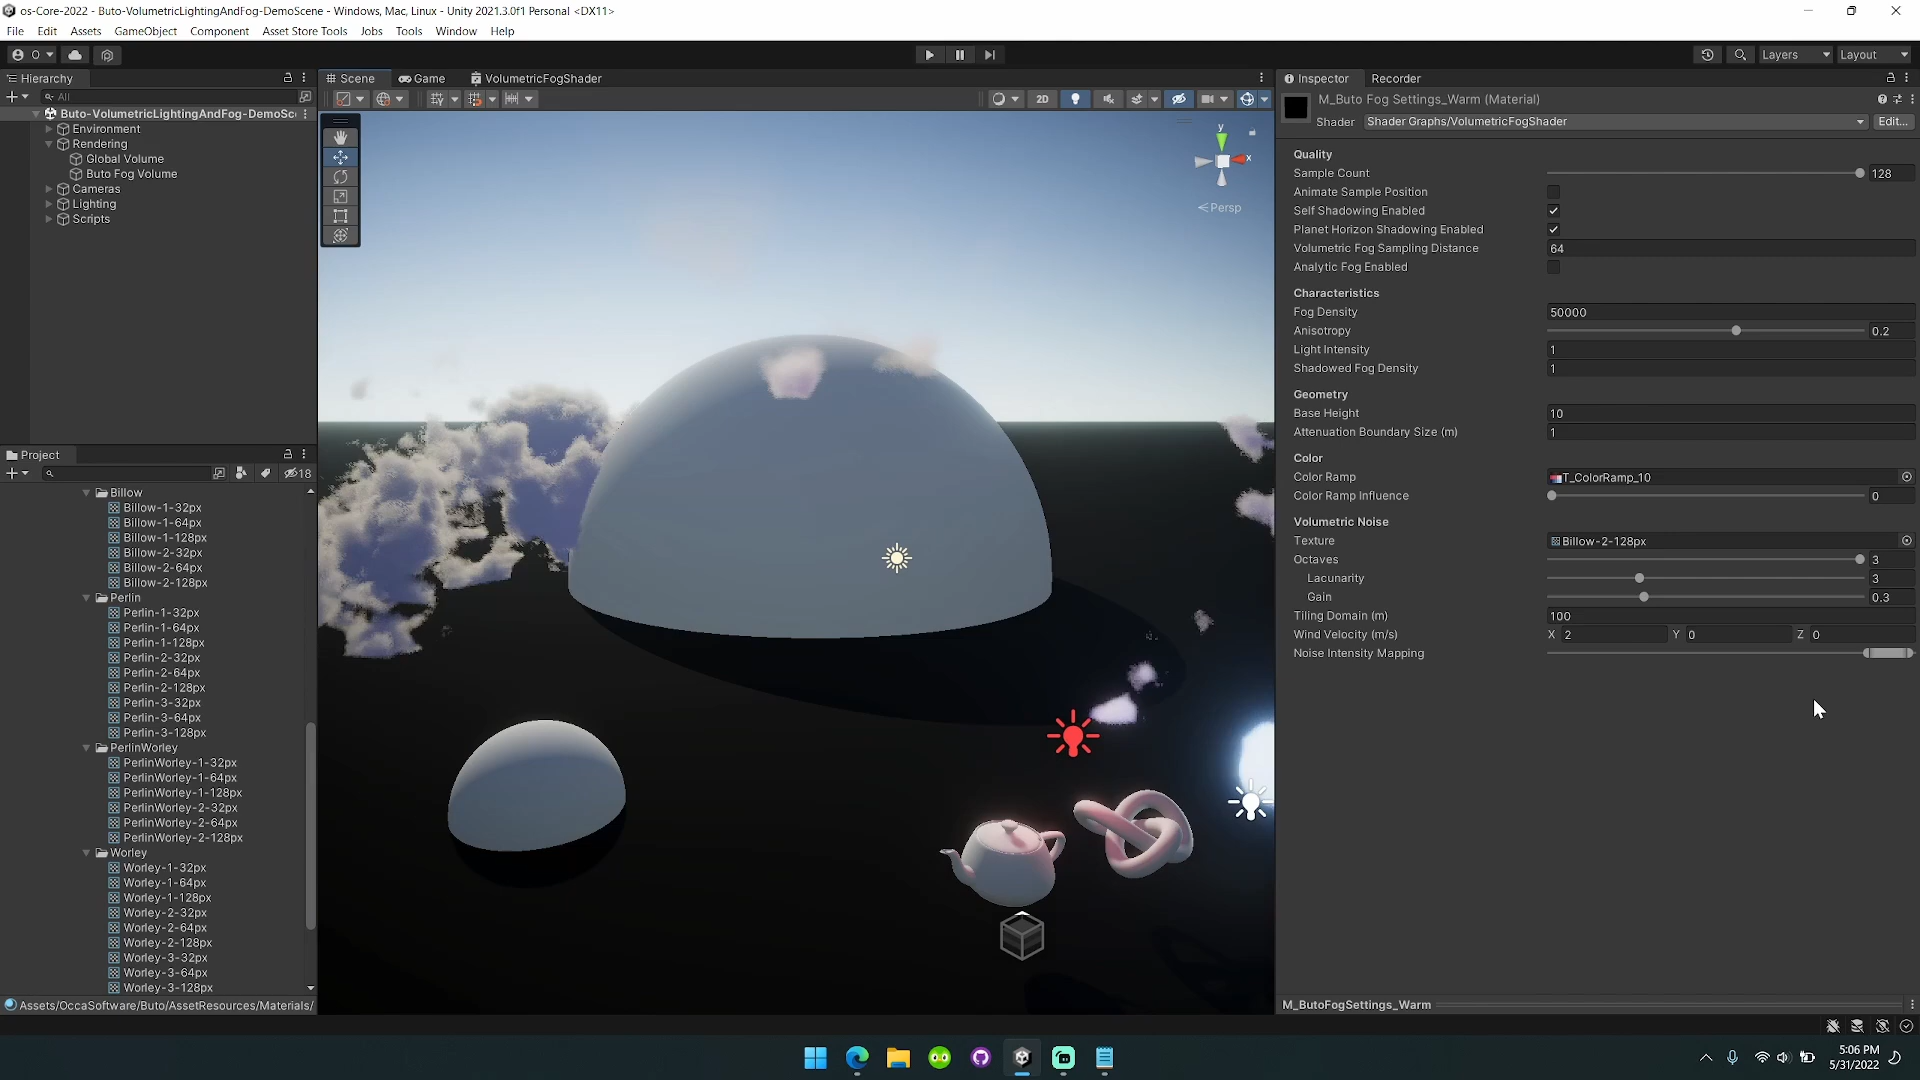 os-Core-2022 - Buto-VolumetricLightingAndFog-DemoScene - Windows, Mac, Linux - Unity 2021.3.0f1 Personal <DX11>
File Edit Assets GameObject Component Asset Store Tools Jobs Tools Window Help
O Layers Layout
Hierarchy
All
Buto-VolumetricLightingAndFog-DemoSc
Environment
Rendering
Global Volume
Buto Fog Volume
Cameras
Lighting
Scripts
Project
18
Billow
Billow-1-32px
Billow-1-64px
Billow-1-128px
Billow-2-32px
Billow-2-64px
Billow-2-128px
Perlin
Perlin-1-32px
Perlin-1-64px
Perlin-1-128px
Perlin-2-32px
Perlin-2-64px
Perlin-2-128px
Perlin-3-32px
Perlin-3-64px
Perlin-3-128px
PerlinWorley
PerlinWorley-1-32px
PerlinWorley-1-64px
PerlinWorley-1-128px
PerlinWorley-2-32px
PerlinWorley-2-64px
PerlinWorley-2-128px
Worley
Worley-1-32px
Worley-1-64px
Worley-1-128px
Worley-2-32px
Worley-2-64px
Worley-2-128px
Worley-3-32px
Worley-3-64px
Worley-3-128px
Assets/OccaSoftware/Buto/AssetResources/Materials/
Scene Game VolumetricFogShader
2D
y
x
Persp
Inspector Recorder
M_Buto Fog Settings_Warm (Material)
Shader Shader Graphs/VolumetricFogShader Edit...
Quality
Sample Count 128
Animate Sample Position
Self Shadowing Enabled
Planet Horizon Shadowing Enabled
Volumetric Fog Sampling Distance 64
Analytic Fog Enabled
Characteristics
Fog Density 50000
Anisotropy 0.2
Light Intensity 1
Shadowed Fog Density 1
Geometry
Base Height 10
Attenuation Boundary Size (m) 1
Color
Color Ramp T_ColorRamp_10
Color Ramp Influence 0
Volumetric Noise
Texture Billow-2-128px
Octaves 3
Lacunarity 3
Gain 0.3
Tiling Domain (m) 100
Wind Velocity (m/s) X 2 Y 0 Z 0
Noise Intensity Mapping
M_ButoFogSettings_Warm
5:06 PM
5/31/2022